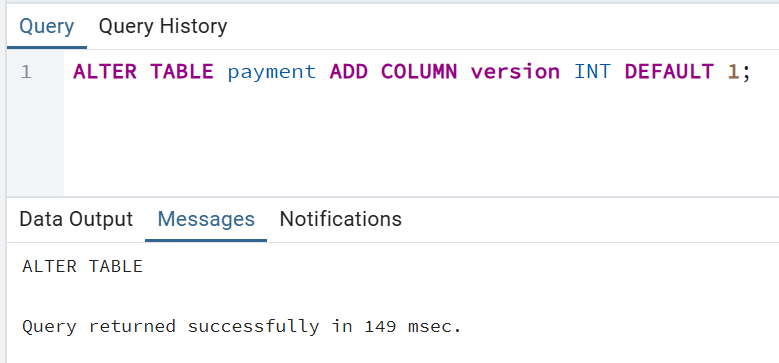 Query Query History
1 ALTER TABLE payment ADD COLUMN version INT DEFAULT 1;
Data Output Messages Notifications
ALTER TABLE
Query returned successfully in 149 msec.